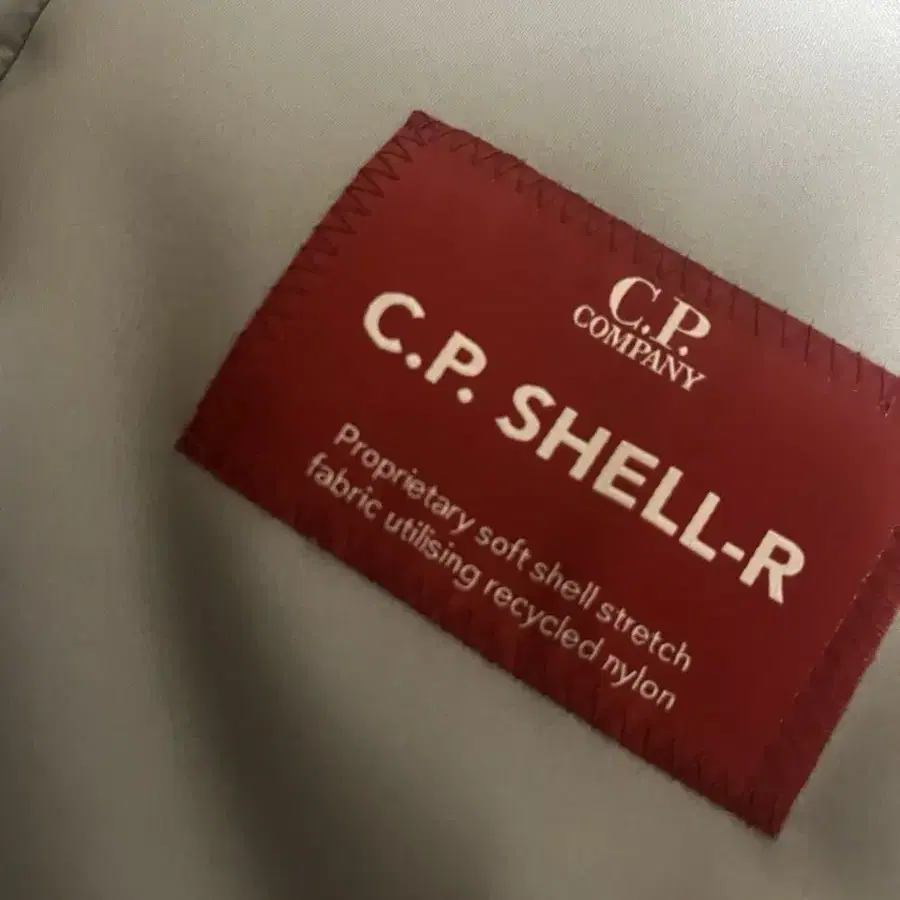 C.P.
COMPANY
C.P. SHELL-R
Proprietary soft shell stretch
fabric utilising recycled nylon